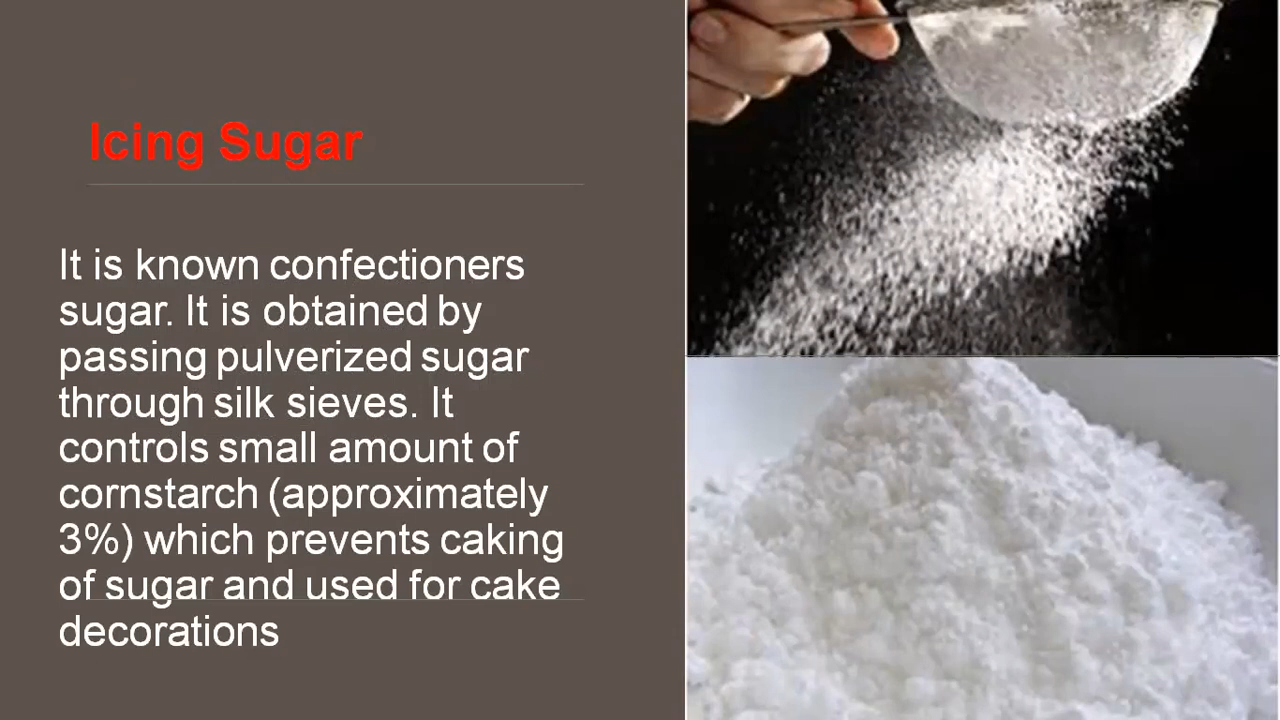 Icing Sugar
It is known confectioners
sugar. It is obtained by
passing pulverized sugar
through silk sieves. It
controls small amount of
cornstarch (approximately
3%) which prevents caking
of sugar and used for cake
decorations